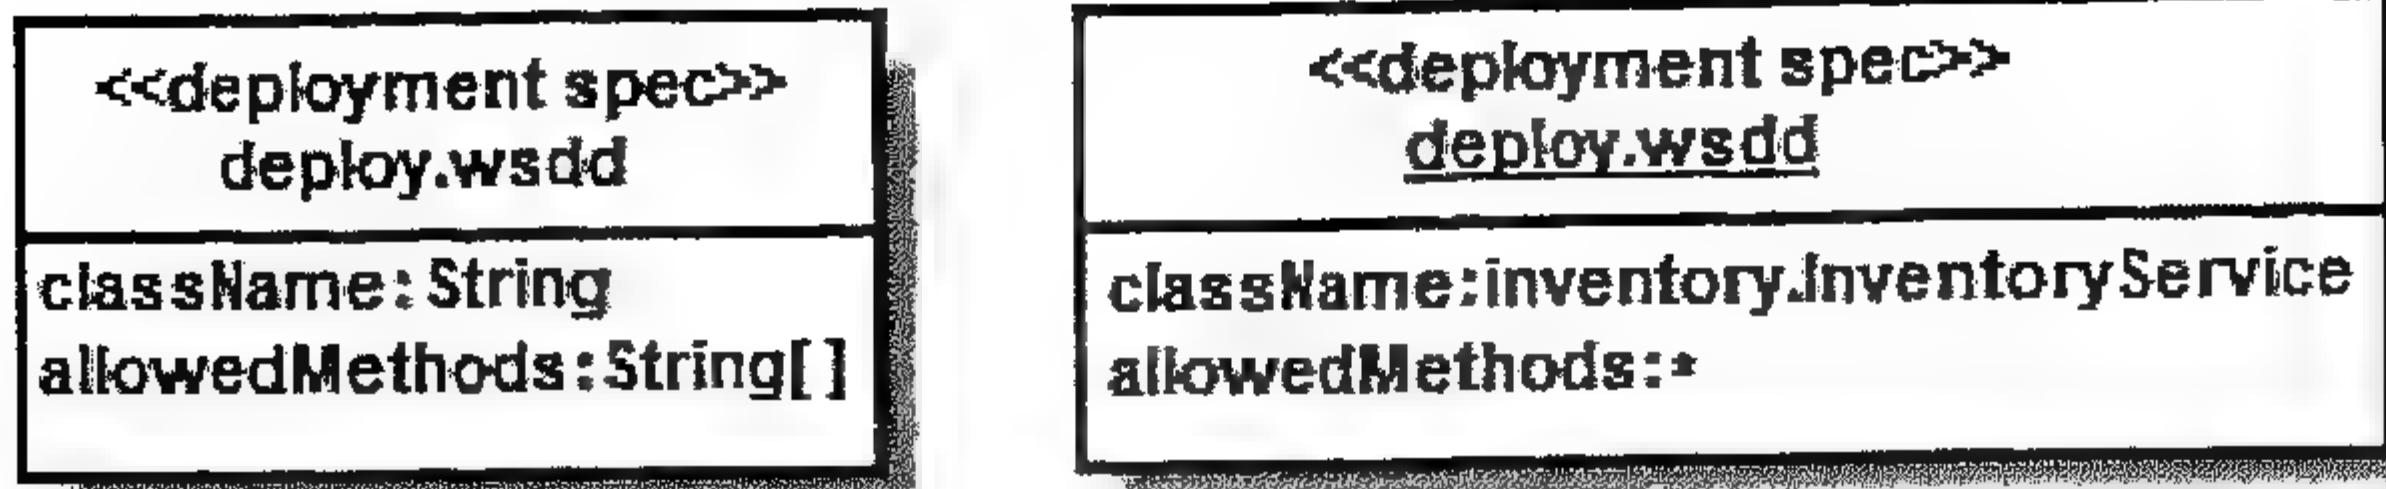 <<deployment spec>>
deploy.wsdd
className: String
allowedMethods:String[ ]
<<deployment spec>>
deploy.wsdd
className:inventory.InventoryService
allowedMethods:*